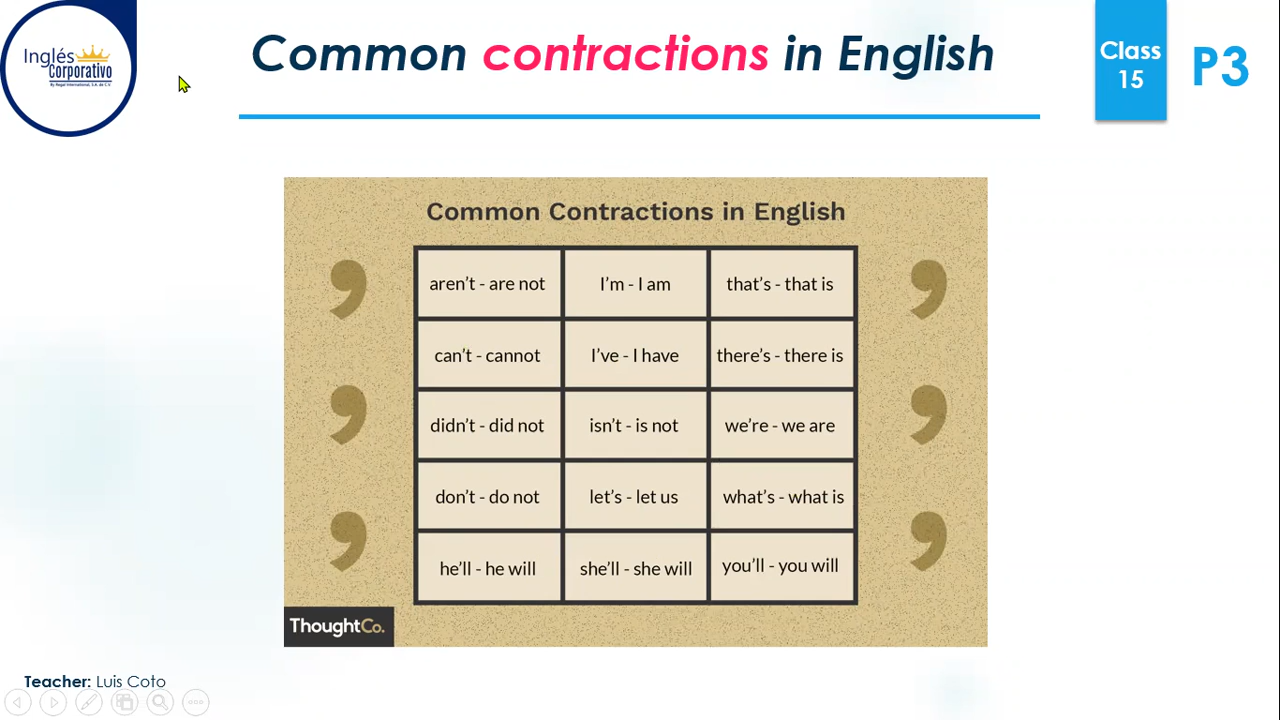 Inglés
Corporativo
By Regal International, S.A. de C.V.
Common contractions in English
Class
15
P3
Common Contractions in English
aren’t - are not
I’m - I am
that’s - that is
can’t - cannot
I’ve - I have
there’s - there is
didn’t - did not
isn’t - is not
we’re - we are
don’t - do not
let’s - let us
what’s - what is
he’ll - he will
she’ll - she will
you’ll - you will
ThoughtCo.
Teacher: Luis Coto